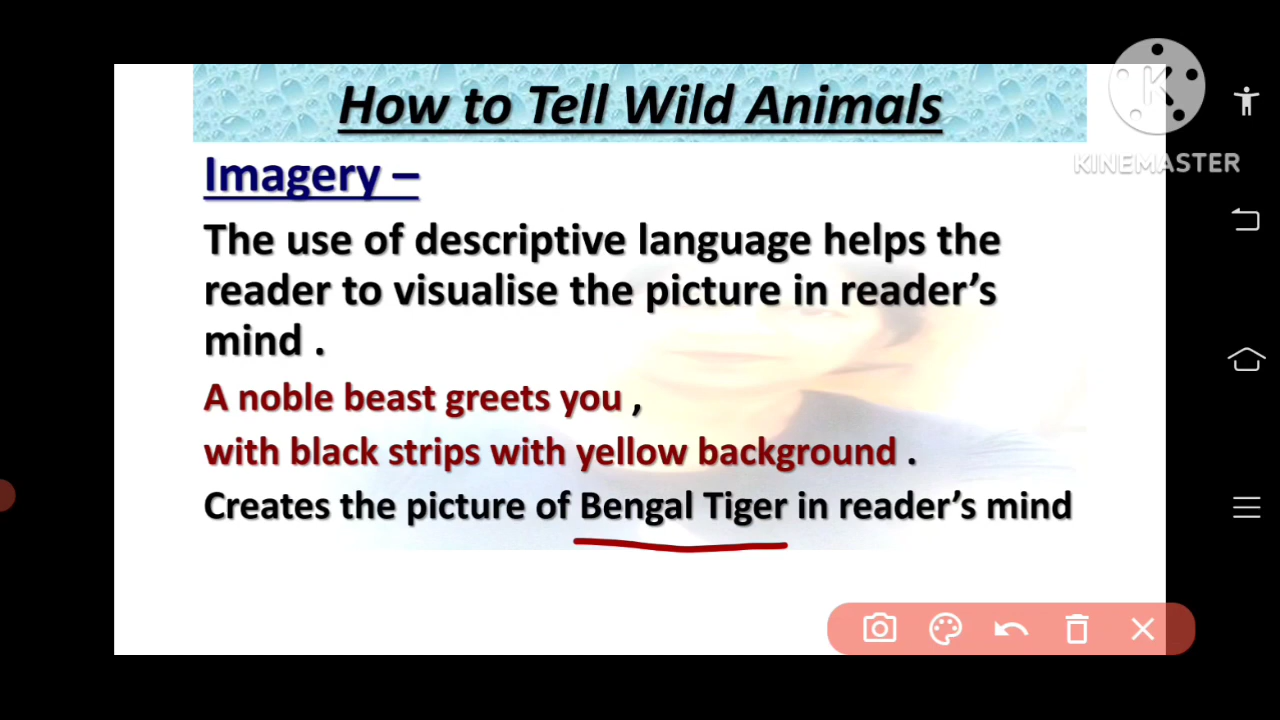 How to Tell Wild Animals
KINEMASTER
Imagery –
The use of descriptive language helps the
reader to visualise the picture in reader’s
mind .
A noble beast greets you ,
with black strips with yellow background .
Creates the picture of Bengal Tiger in reader’s mind